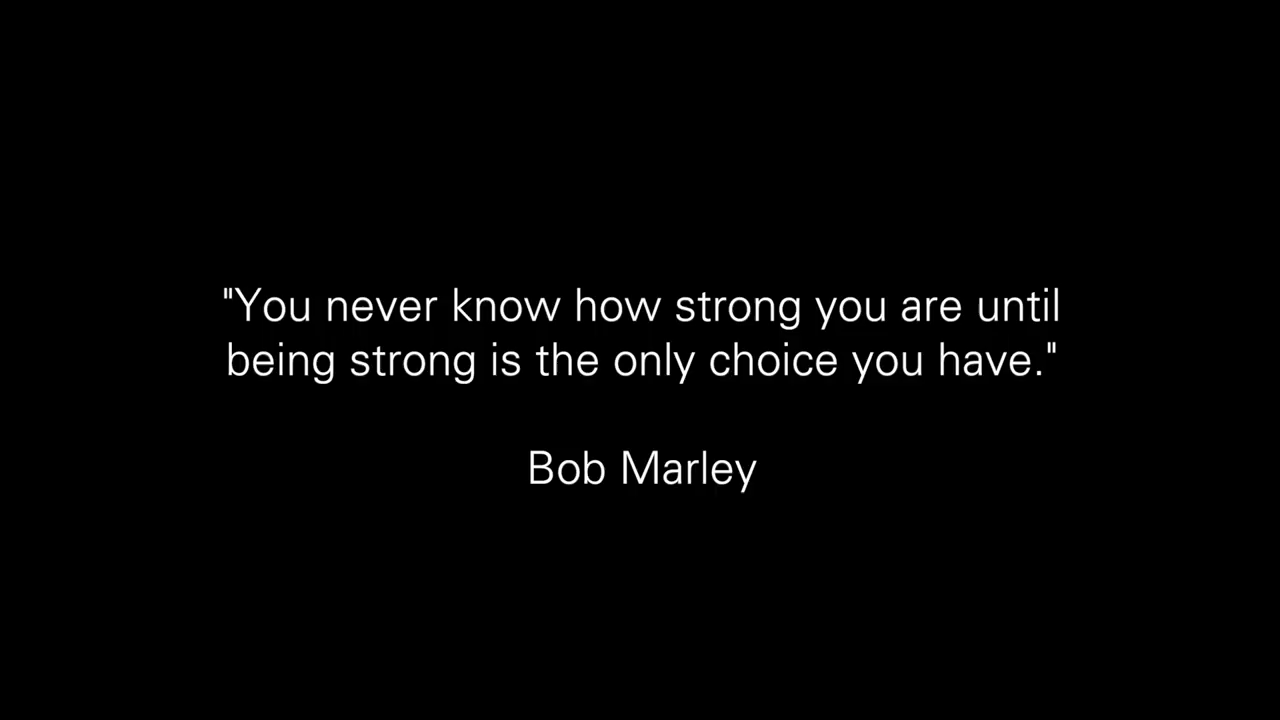 "You never know how strong you are until
being strong is the only choice you have."
Bob Marley